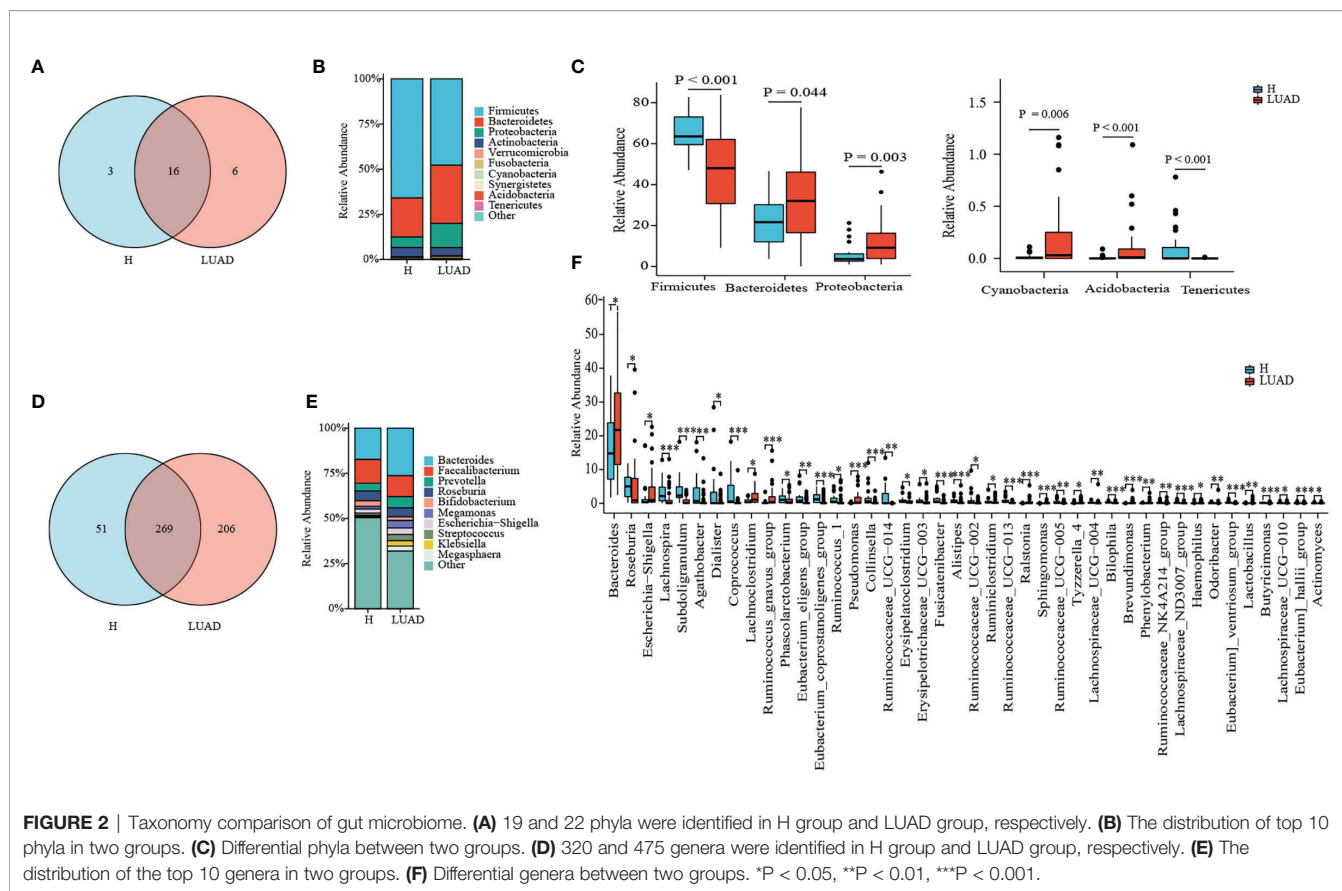 A
3
16
6
H
LUAD
B
100%
75%
50%
25%
0%
Relative Abundance
H
LUAD
Firmicutes
Bacteroidetes
Proteobacteria
Actinobacteria
Verrucomicrobia
Fusobacteria
Cyanobacteria
Synergistetes
Acidobacteria
Tenericutes
Other
C
P < 0.001
P = 0.044
P = 0.003
80
60
40
20
0
Relative Abundance
Firmicutes
Bacteroidetes
Proteobacteria
H
LUAD
P = 0.006
P <0.001
P <0.001
1.5
1.0
0.5
0.0
Relative Abundance
Cyanobacteria
Acidobacteria
Tenericutes
D
51
269
206
H
LUAD
E
100%
75%
50%
25%
0%
Relative Abundance
H
LUAD
Bacteroides
Faecalibacterium
Prevotella
Roseburia
Bifidobacterium
Megamonas
Escherichia-Shigella
Streptococcus
Klebsiella
Megasphaera
Other
F
60
50
40
30
20
10
0
Relative Abundance
H
LUAD
Bacteroides
Roseburia
Escherichia-Shigella
Lachnospira
Subdoligranulum
Agathobacter
Dialister
Coprococcus
Lachnoclostridium
Ruminococcus_gnavus_group
Phascolarctobacterium
Eubacterium_eligens_group
Eubacterium_coprostanoligenes_group
Ruminococcus_1
Pseudomonas
Collinsella
Ruminococcaceae_UCG-014
Erysipelatoclostridium
Erysipelotrichaceae_UCG-003
Fusicatenibacter
Alistipes
Ruminococcaceae_UCG-002
Ruminiclostridium
Ruminococcaceae_UCG-013
Ralstonia
Sphingomonas
Ruminococcaceae_UCG-005
Tyzzerella_4
Lachnospiraceae_UCG-004
Bilophila
Brevundimonas
Phenylobacterium
Ruminococcaceae_NK4A214_group
Lachnospiraceae_ND3007_group
Haemophilus
Odoribacter
Eubacterium]_ventriosum_group
Lactobacillus
Butyricimonas
Lachnospiraceae_UCG-010
Eubacterium]_hallii_group
Actinomyces
FIGURE 2 | Taxonomy comparison of gut microbiome. (A) 19 and 22 phyla were identified in H group and LUAD group, respectively. (B) The distribution of top 10
phyla in two groups. (C) Differential phyla between two groups. (D) 320 and 475 genera were identified in H group and LUAD group, respectively. (E) The
distribution of the top 10 genera in two groups. (F) Differential genera between two groups. *P < 0.05, **P < 0.01, ***P < 0.001.